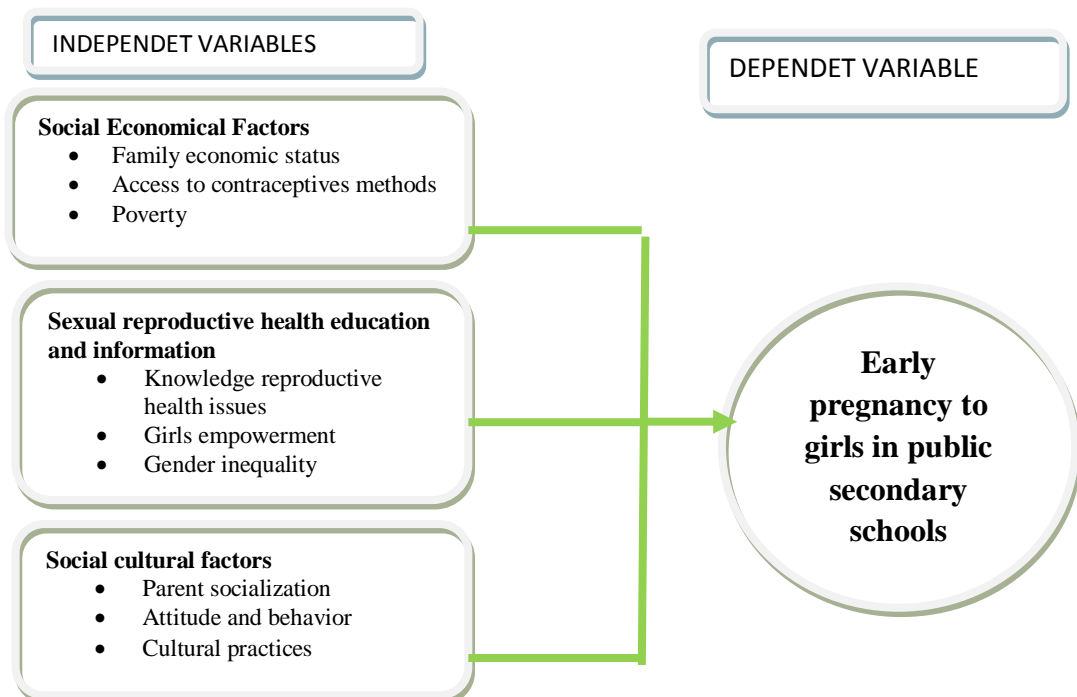 INDEPENDET VARIABLES
DEPENDET VARIABLE
Social Economical Factors
• Family economic status
• Access to contraceptives methods
• Poverty
Sexual reproductive health education
and information
• Knowledge reproductive
health issues
• Girls empowerment
• Gender inequality
Social cultural factors
• Parent socialization
• Attitude and behavior
• Cultural practices
Early
pregnancy to
girls in public
secondary
schools